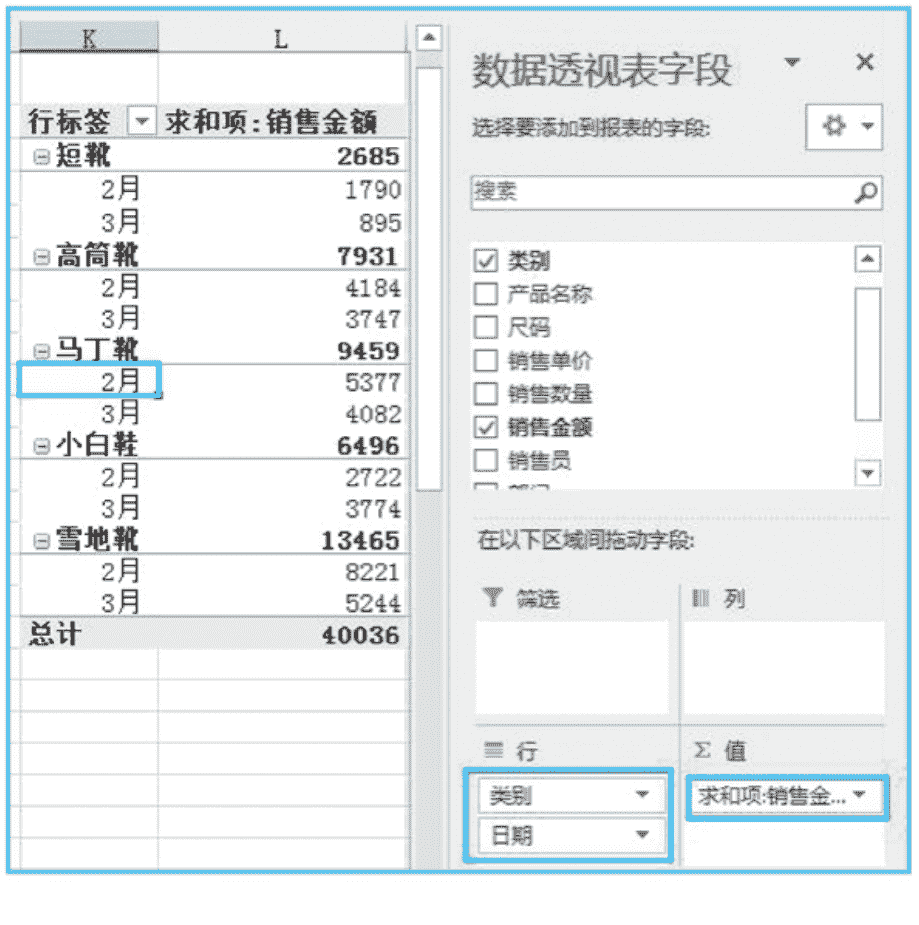 K L
行标签 求和项:销售金额
短靴 2685
2月 1790
3月 895
高筒靴 7931
2月 4184
3月 3747
马丁靴 9459
2月 5377
3月 4082
小白鞋 6496
2月 2722
3月 3774
雪地靴 13465
2月 8221
3月 5244
总计 40036
数据透视表字段
选择要添加到报表的字段:
搜索
类别
产品名称
尺码
销售单价
销售数量
销售金额
销售员
在以下区域间拖动字段:
筛选 列
行 Σ 值
类别 求和项:销售金...
日期